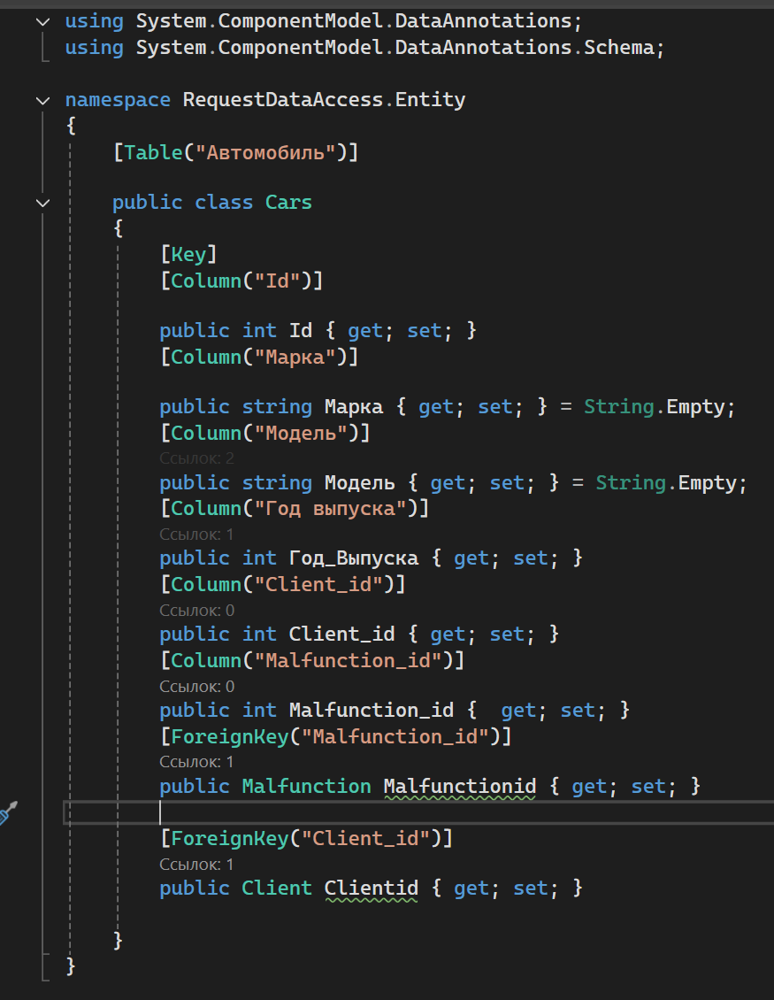 using System.ComponentModel.DataAnnotations;
using System.ComponentModel.DataAnnotations.Schema;
namespace RequestDataAccess.Entity
{
[Table("Автомобиль")]
public class Cars
{
[Key]
[Column("Id")]
public int Id { get; set; }
[Column("Марка")]
public string Марка { get; set; } = String.Empty;
[Column("Модель")]
Ссылок: 2
public string Модель { get; set; } = String.Empty;
[Column("Год выпуска")]
Ссылок: 1
public int Год_Выпуска { get; set; }
[Column("Client_id")]
Ссылок: 0
public int Client_id { get; set; }
[Column("Malfunction_id")]
Ссылок: 0
public int Malfunction_id {  get; set; }
[ForeignKey("Malfunction_id")]
Ссылок: 1
public Malfunction Malfunctionid { get; set; }
[ForeignKey("Client_id")]
Ссылок: 1
public Client Clientid { get; set; }
}
}